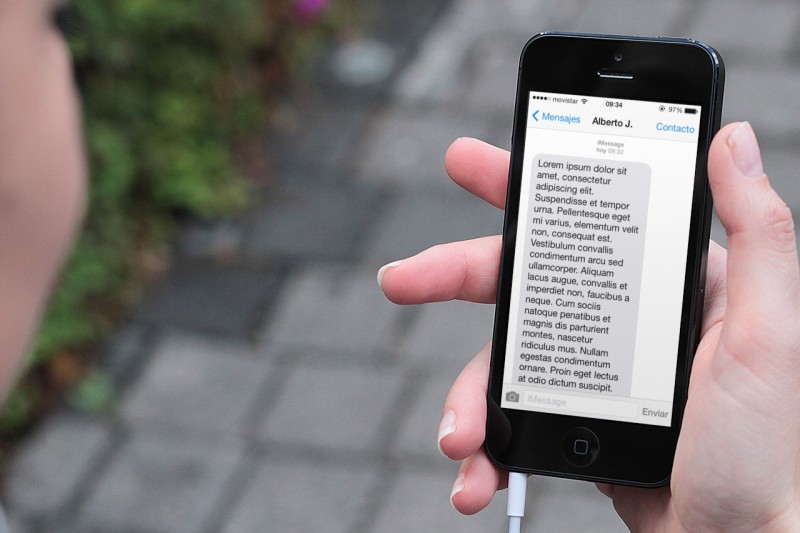 movistar 09:34 97%
Mensajes Alberto J. Contacto
iMessage
hoy 09:32
Lorem ipsum dolor sit
amet, consectetur
adipiscing elit.
Suspendisse et tempor
urna. Pellentesque eget
mi varius, elementum velit
non, consequat est.
Vestibulum convallis
condimentum arcu sed
ullamcorper. Aliquam
lacus augue, convallis et
imperdiet non, faucibus a
neque. Cum sociis
natoque penatibus et
magnis dis parturient
montes, nascetur
ridiculus mus. Nullam
egestas condimentum
ornare. Proin eget lectus
at odio dictum suscipit.
iMessage Enviar